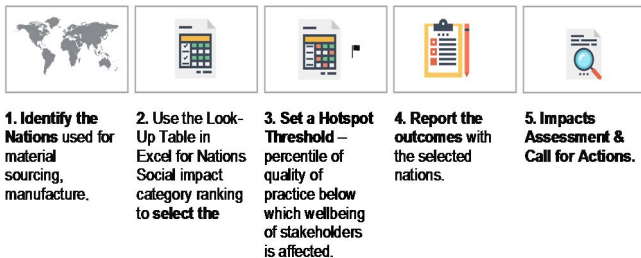 1. Identify the
Nations used for
material
sourcing,
manufacture.
2. Use the Look-
Up Table in
Excel for Nations
Social impact
category ranking
to select the
3. Set a Hotspot
Threshold –
percentile of
quality of
practice below
which wellbeing
of stakeholders
is affected.
4. Report the
outcomes with
the selected
nations.
5. Impacts
Assessment &
Call for Actions.